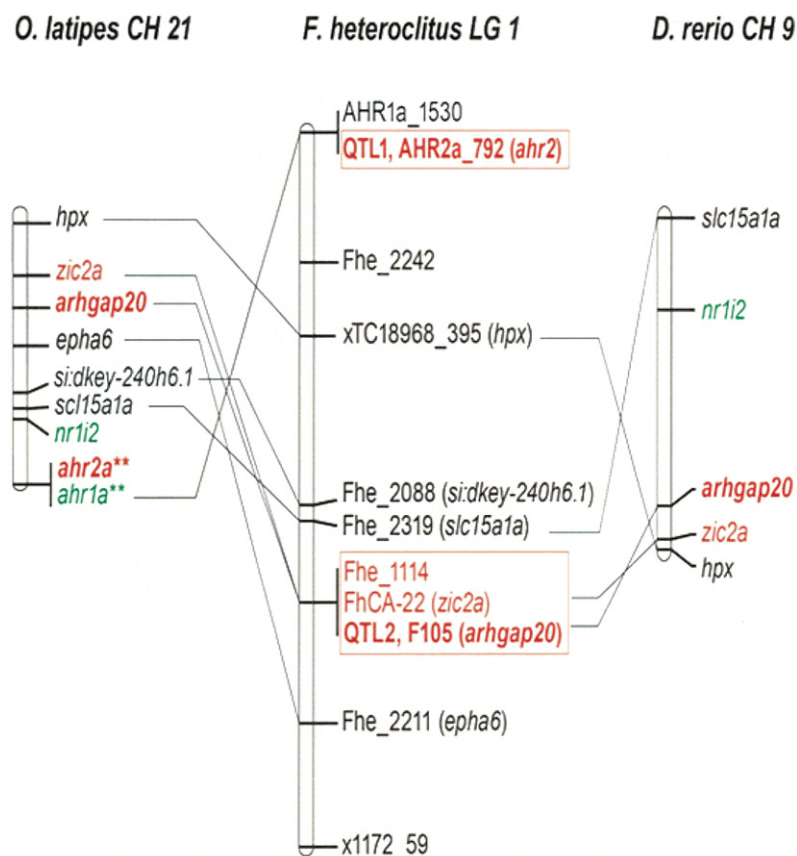 O. latipes CH 21
F. heteroclitus LG 1
D. rerio CH 9
hpx
zic2a
arhgap20
epha6
si:dkey-240h6.1
scl15a1a
nr1i2
ahr2a**
ahr1a**
AHR1a_1530
QTL1, AHR2a_792 (ahr2)
Fhe_2242
xTC18968_395 (hpx)
Fhe_2088 (si:dkey-240h6.1)
Fhe_2319 (slc15a1a)
Fhe_1114
FhCA-22 (zic2a)
QTL2, F105 (arhgap20)
Fhe_2211 (epha6)
x1172 59
slc15a1a
nr1i2
arhgap20
zic2a
hpx